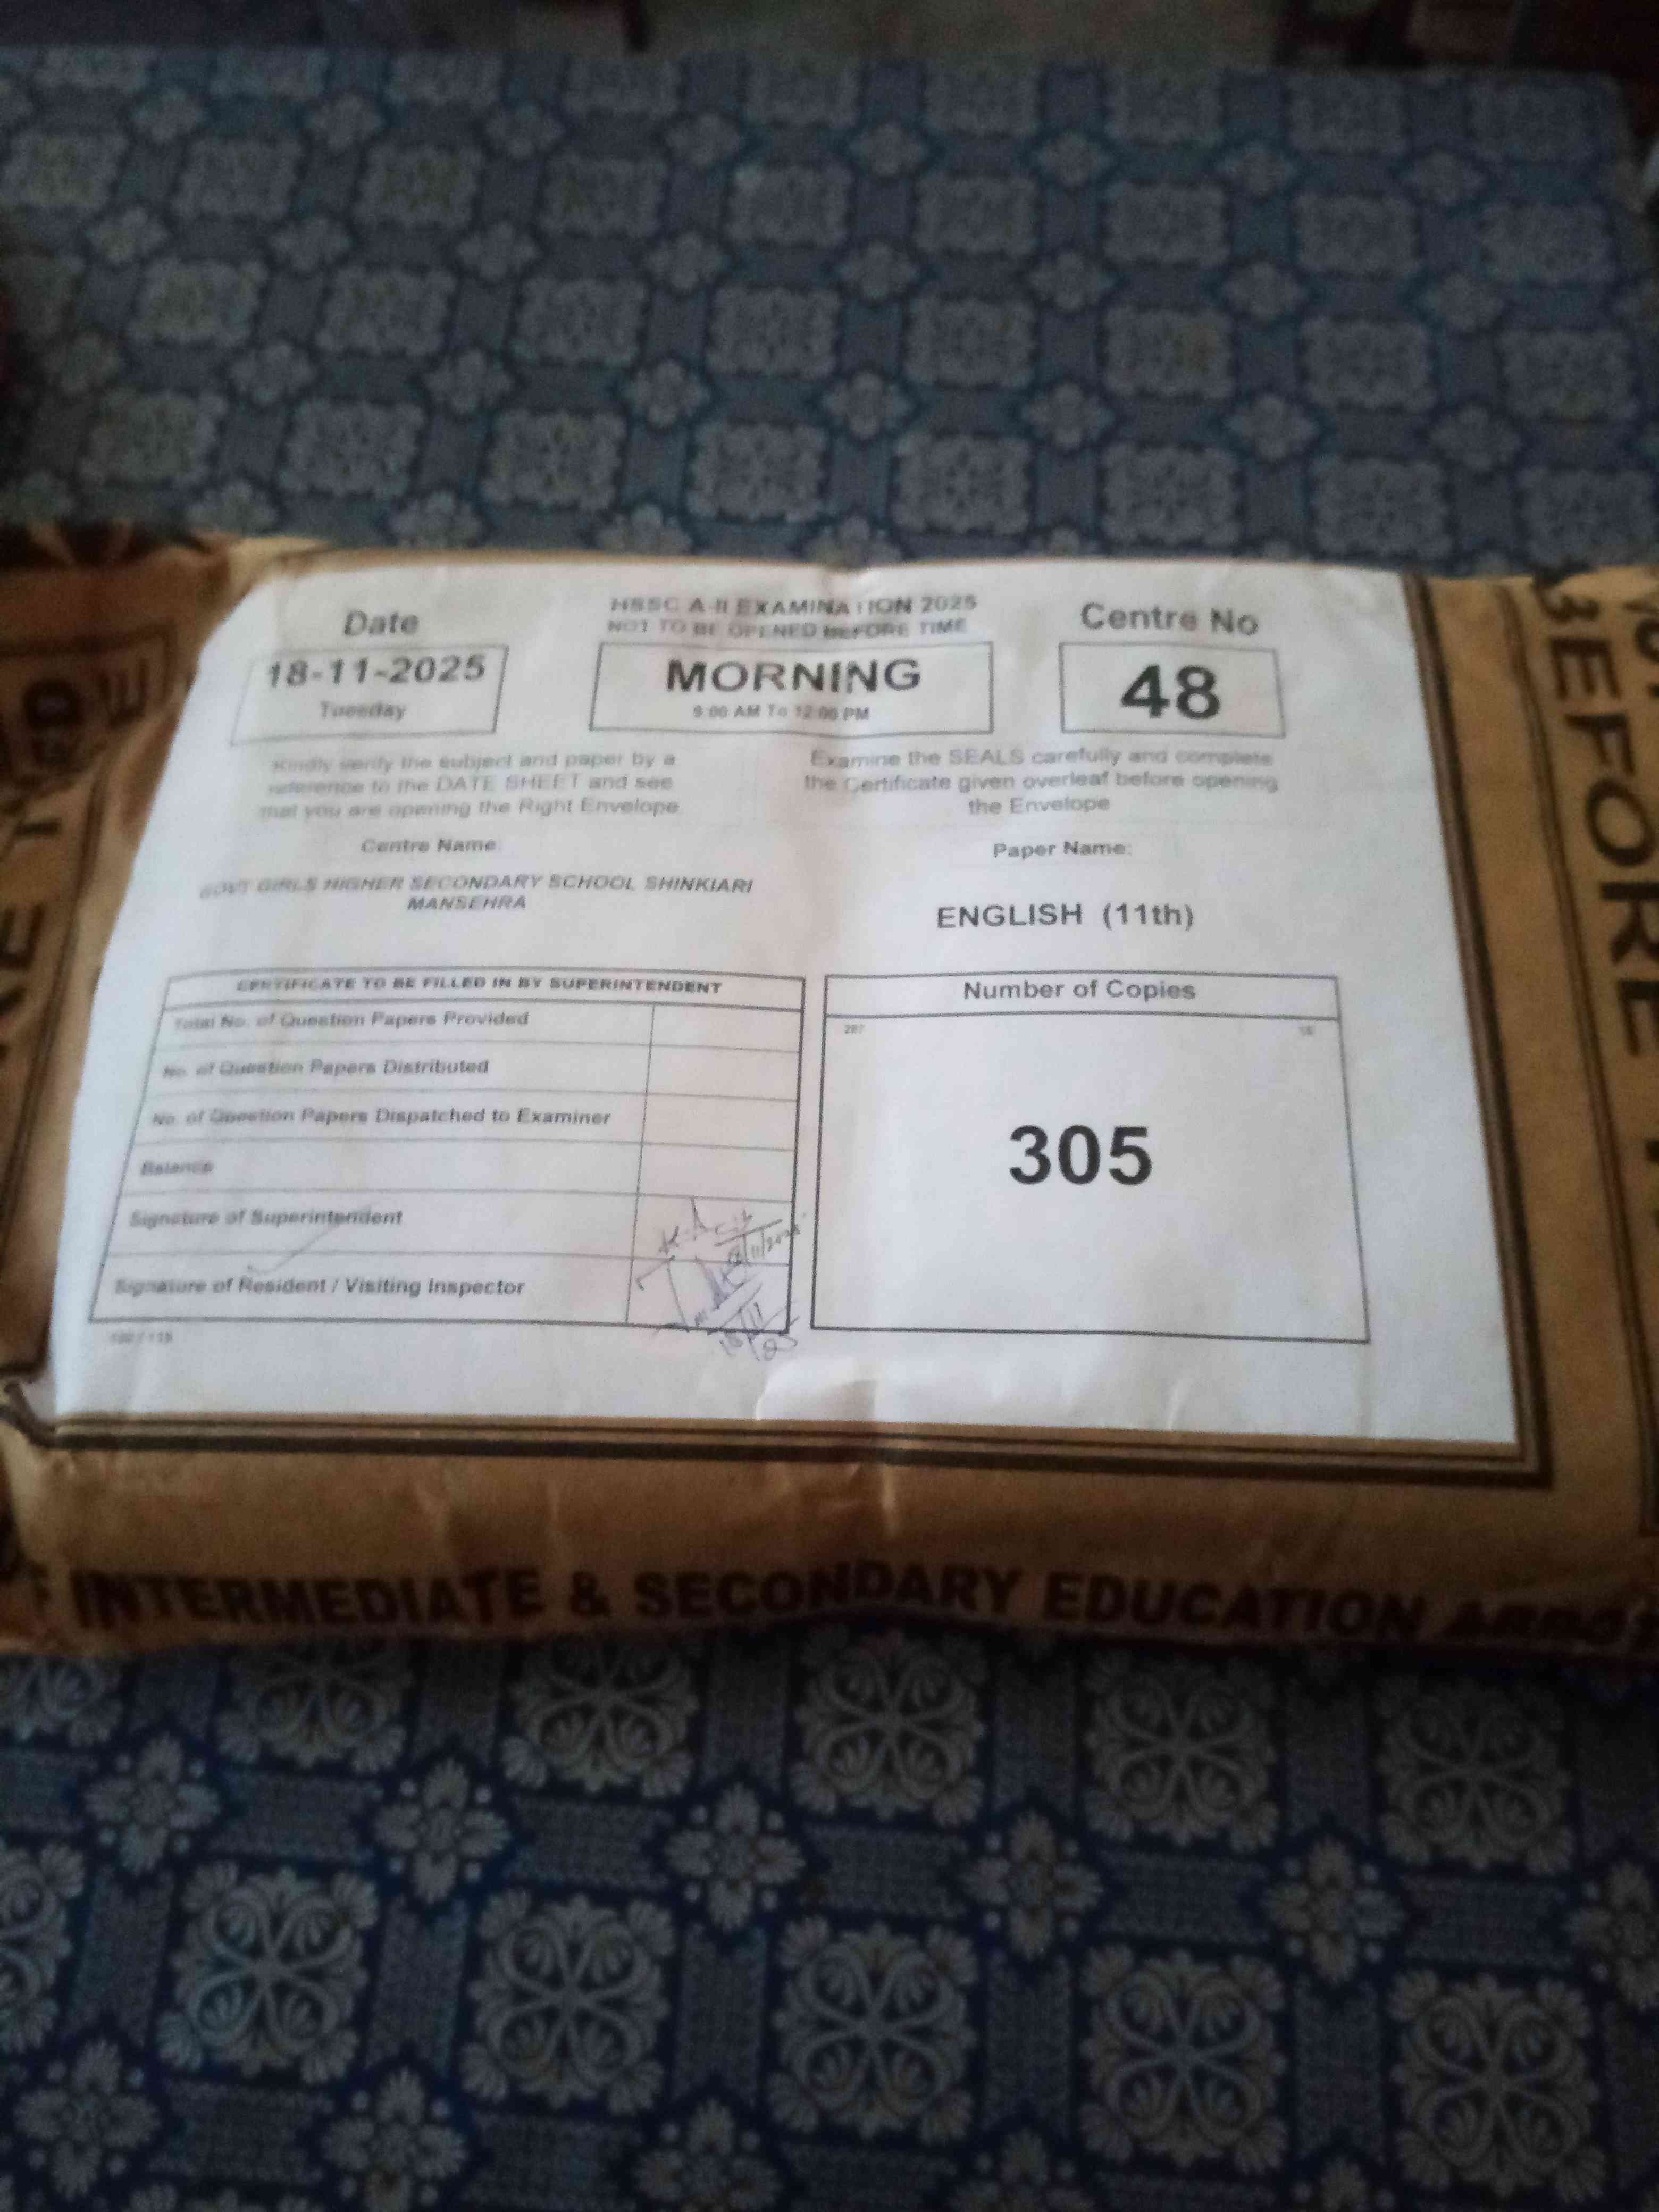 Date
18-11-2025
Tuesday
HSSC A-II EXAMINATION 2025
NOT TO BE OPENED BEFORE TIME
MORNING
9:00 AM To 12:00 PM
Centre No
48
Kindly verify the subject and paper by a
reference to the DATE SHEET and see
that you are opening the Right Envelope
Examine the SEALS carefully and complete
the Certificate given overleaf before opening
the Envelope
Centre Name:
GOVT GIRLS HIGHER SECONDARY SCHOOL SHINKIARI
MANSEHRA
Paper Name:
ENGLISH (11th)
CERTIFICATE TO BE FILLED IN BY SUPERINTENDENT
Total No. of Question Papers Provided
No. of Question Papers Distributed
No. of Question Papers Dispatched to Examiner
Balance
Signature of Superintendent
18/11/2025
Signature of Resident / Visiting Inspector
18/11/25
Number of Copies
305
BEFORE
INTERMEDIATE & SECONDARY EDUCATION